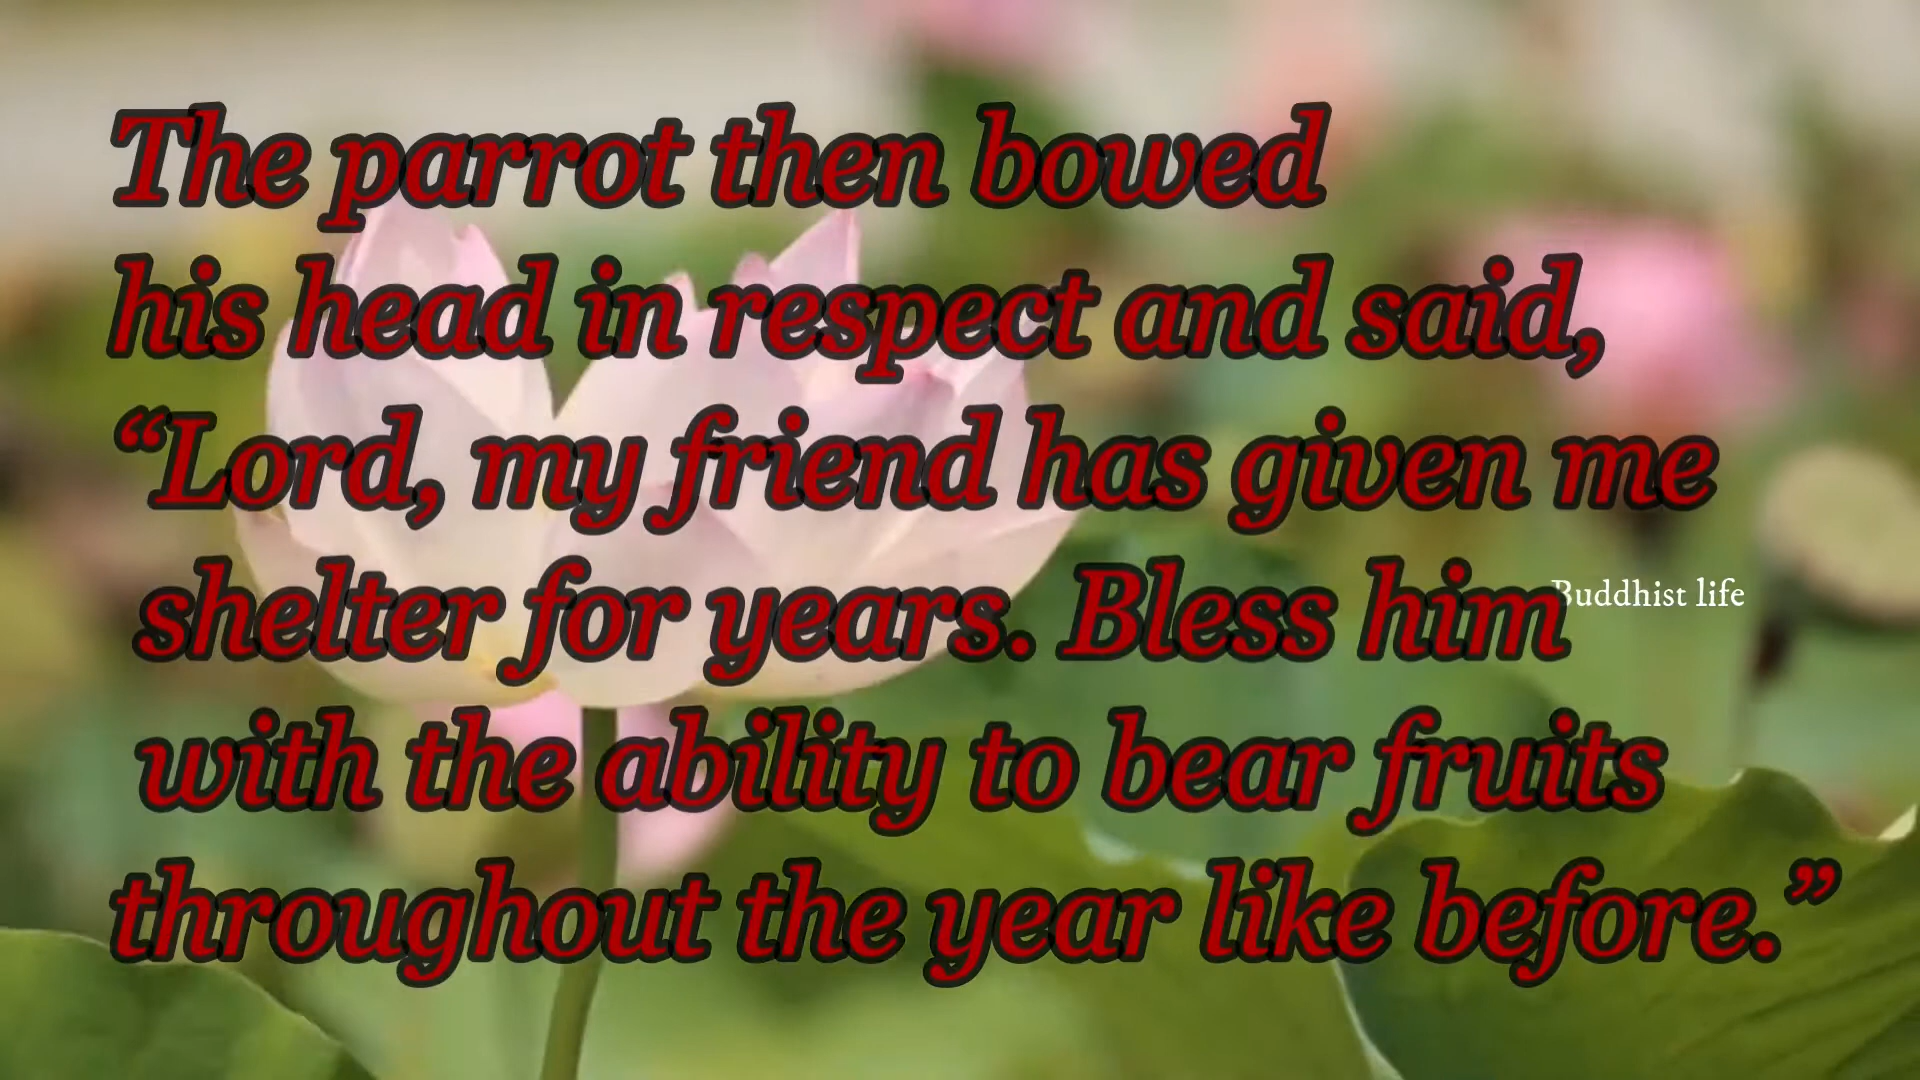 The parrot then bowed
his head in respect and said,
“Lord, my friend has given me
shelter for years. Bless him
with the ability to bear fruits
throughout the year like before.”
Buddhist life